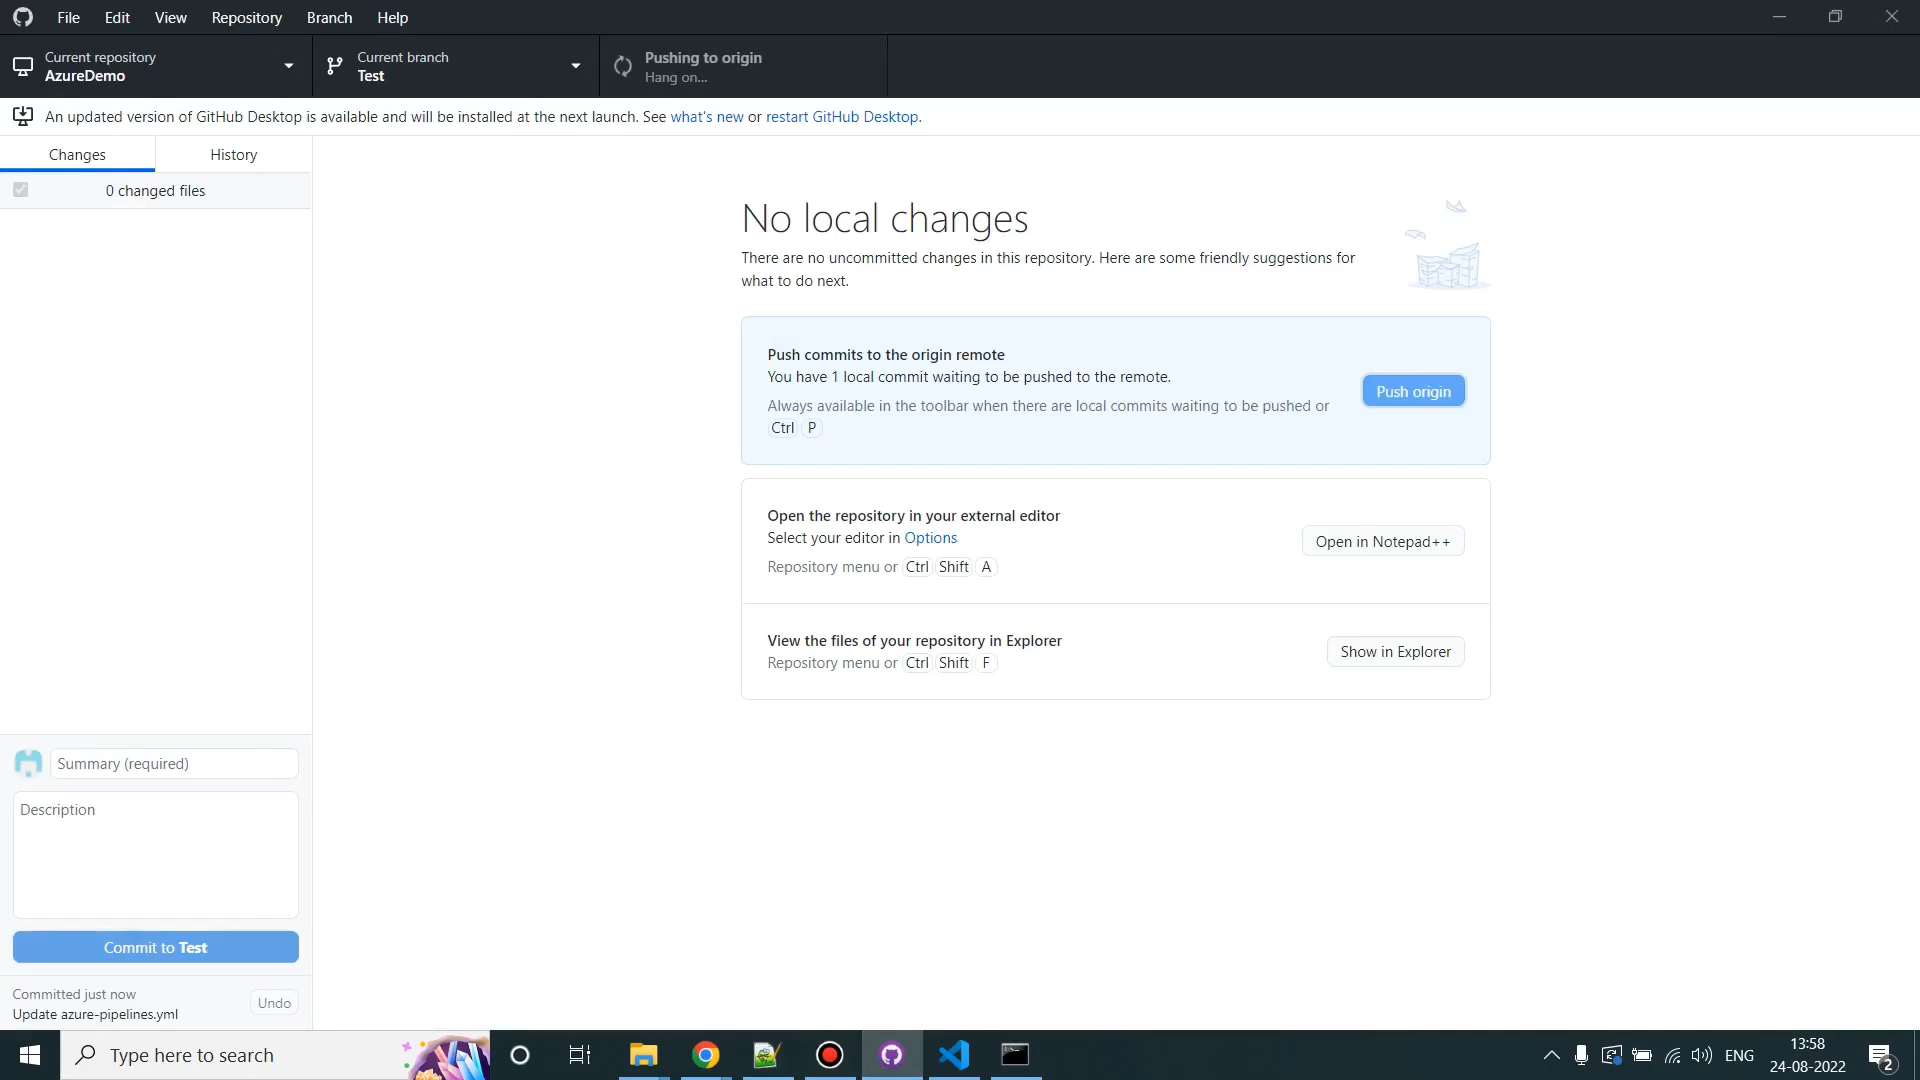 File Edit View Repository Branch Help
Current repository
AzureDemo
Current branch
Test
Pushing to origin
Hang on...
An updated version of GitHub Desktop is available and will be installed at the next launch. See what's new or restart GitHub Desktop.
Changes
History
0 changed files
No local changes
There are no uncommitted changes in this repository. Here are some friendly suggestions for
what to do next.
Push commits to the origin remote
You have 1 local commit waiting to be pushed to the remote.
Always available in the toolbar when there are local commits waiting to be pushed or
Ctrl P
Push origin
Open the repository in your external editor
Select your editor in Options
Repository menu or Ctrl Shift A
Open in Notepad++
View the files of your repository in Explorer
Repository menu or Ctrl Shift F
Show in Explorer
Summary (required)
Description
Commit to Test
Committed just now
Update azure-pipelines.yml
Undo
Type here to search
ENG
13:58
24-08-2022
2